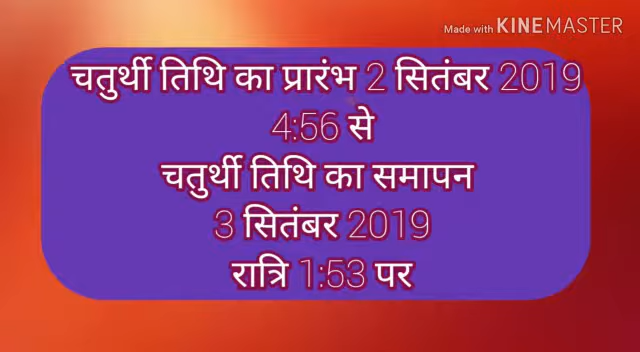 Made with KINEMASTER
चतुर्थी तिथि का प्रारंभ 2 सितंबर 2019
4:56 से
चतुर्थी तिथि का समापन
3 सितंबर 2019
रात्रि 1:53 पर